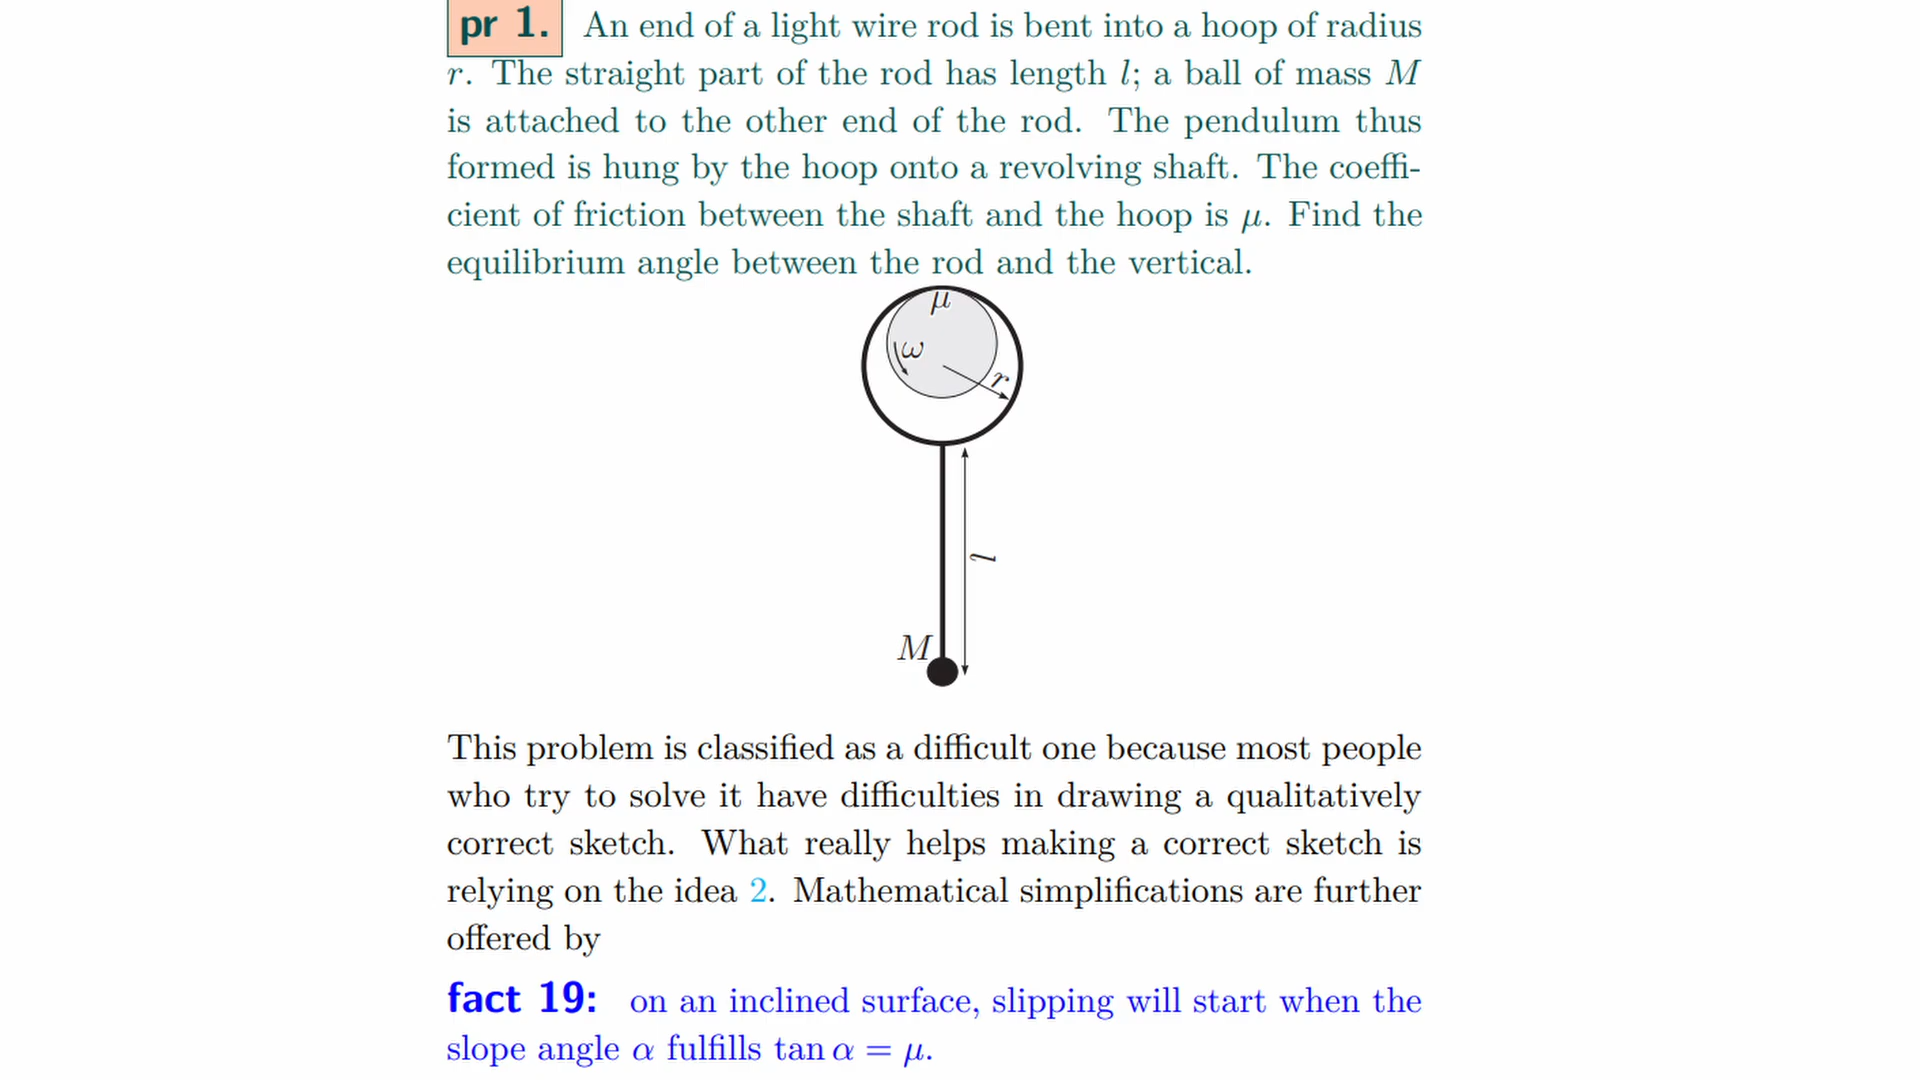 pr 1. An end of a light wire rod is bent into a hoop of radius
r. The straight part of the rod has length l; a ball of mass M
is attached to the other end of the rod. The pendulum thus
formed is hung by the hoop onto a revolving shaft. The coeffi-
cient of friction between the shaft and the hoop is μ. Find the
equilibrium angle between the rod and the vertical.
μ
ω
r
l
M
This problem is classified as a difficult one because most people
who try to solve it have difficulties in drawing a qualitatively
correct sketch. What really helps making a correct sketch is
relying on the idea 2. Mathematical simplifications are further
offered by
fact 19: on an inclined surface, slipping will start when the
slope angle α fulfills tan α = μ.